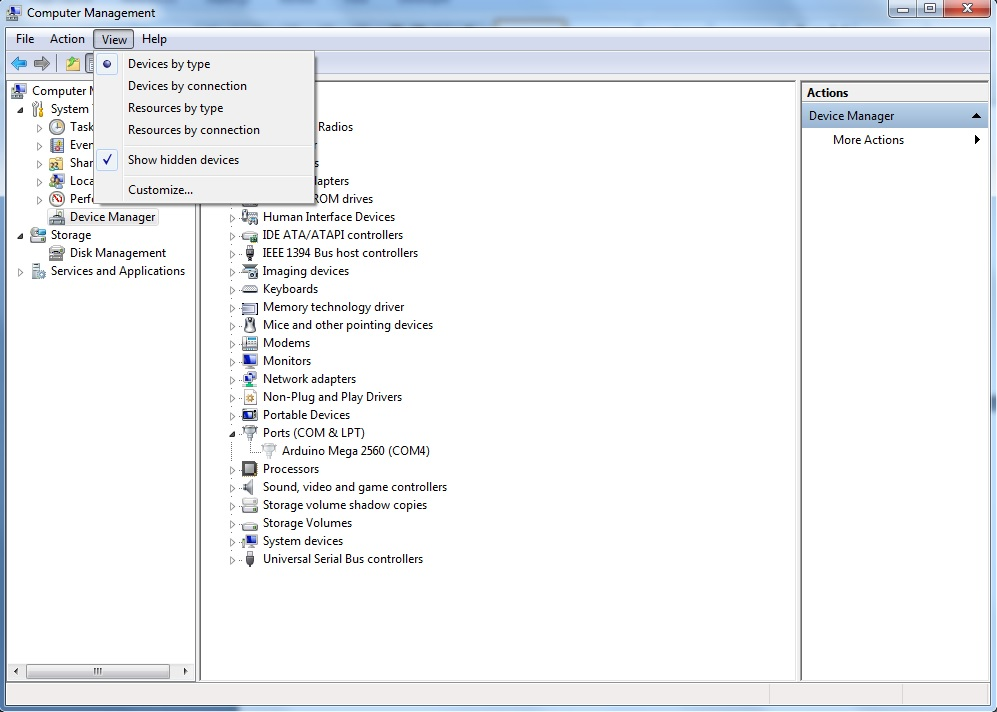 Computer Management
File Action View Help
Devices by type
Devices by connection
Resources by type
Resources by connection
Show hidden devices
Customize...
Computer
System
Task
Even
Shar
Loca
Perf
Device Manager
Storage
Disk Management
Services and Applications
Radios
ROM drives
Human Interface Devices
IDE ATA/ATAPI controllers
IEEE 1394 Bus host controllers
Imaging devices
Keyboards
Memory technology driver
Mice and other pointing devices
Modems
Monitors
Network adapters
Non-Plug and Play Drivers
Portable Devices
Ports (COM & LPT)
Arduino Mega 2560 (COM4)
Processors
Sound, video and game controllers
Storage volume shadow copies
Storage Volumes
System devices
Universal Serial Bus controllers
Actions
Device Manager
More Actions